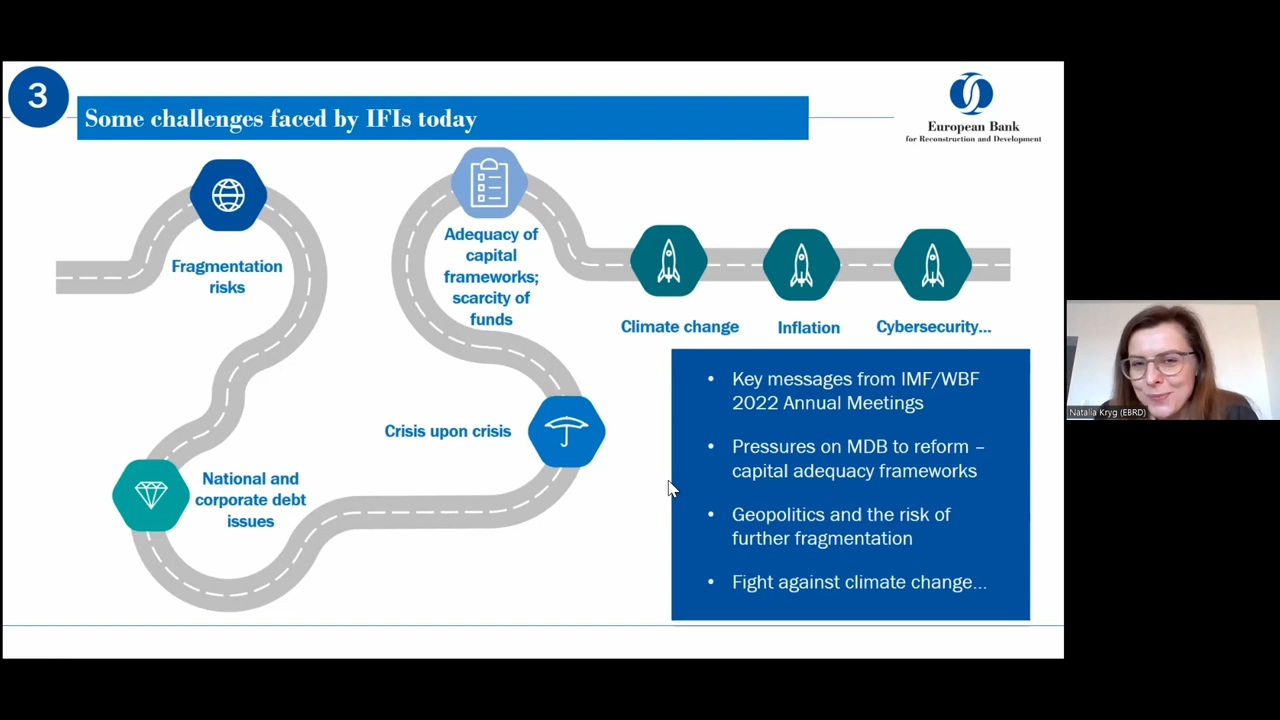 3
Some challenges faced by IFIs today
European Bank
for Reconstruction and Development
Fragmentation
risks
Adequacy of
capital
frameworks;
scarcity of
funds
Climate change
Inflation
Cybersecurity...
Crisis upon crisis
National and
corporate debt
issues
• Key messages from IMF/WBF
2022 Annual Meetings
• Pressures on MDB to reform –
capital adequacy frameworks
• Geopolitics and the risk of
further fragmentation
• Fight against climate change...
Natalia Kryg (EBRD)